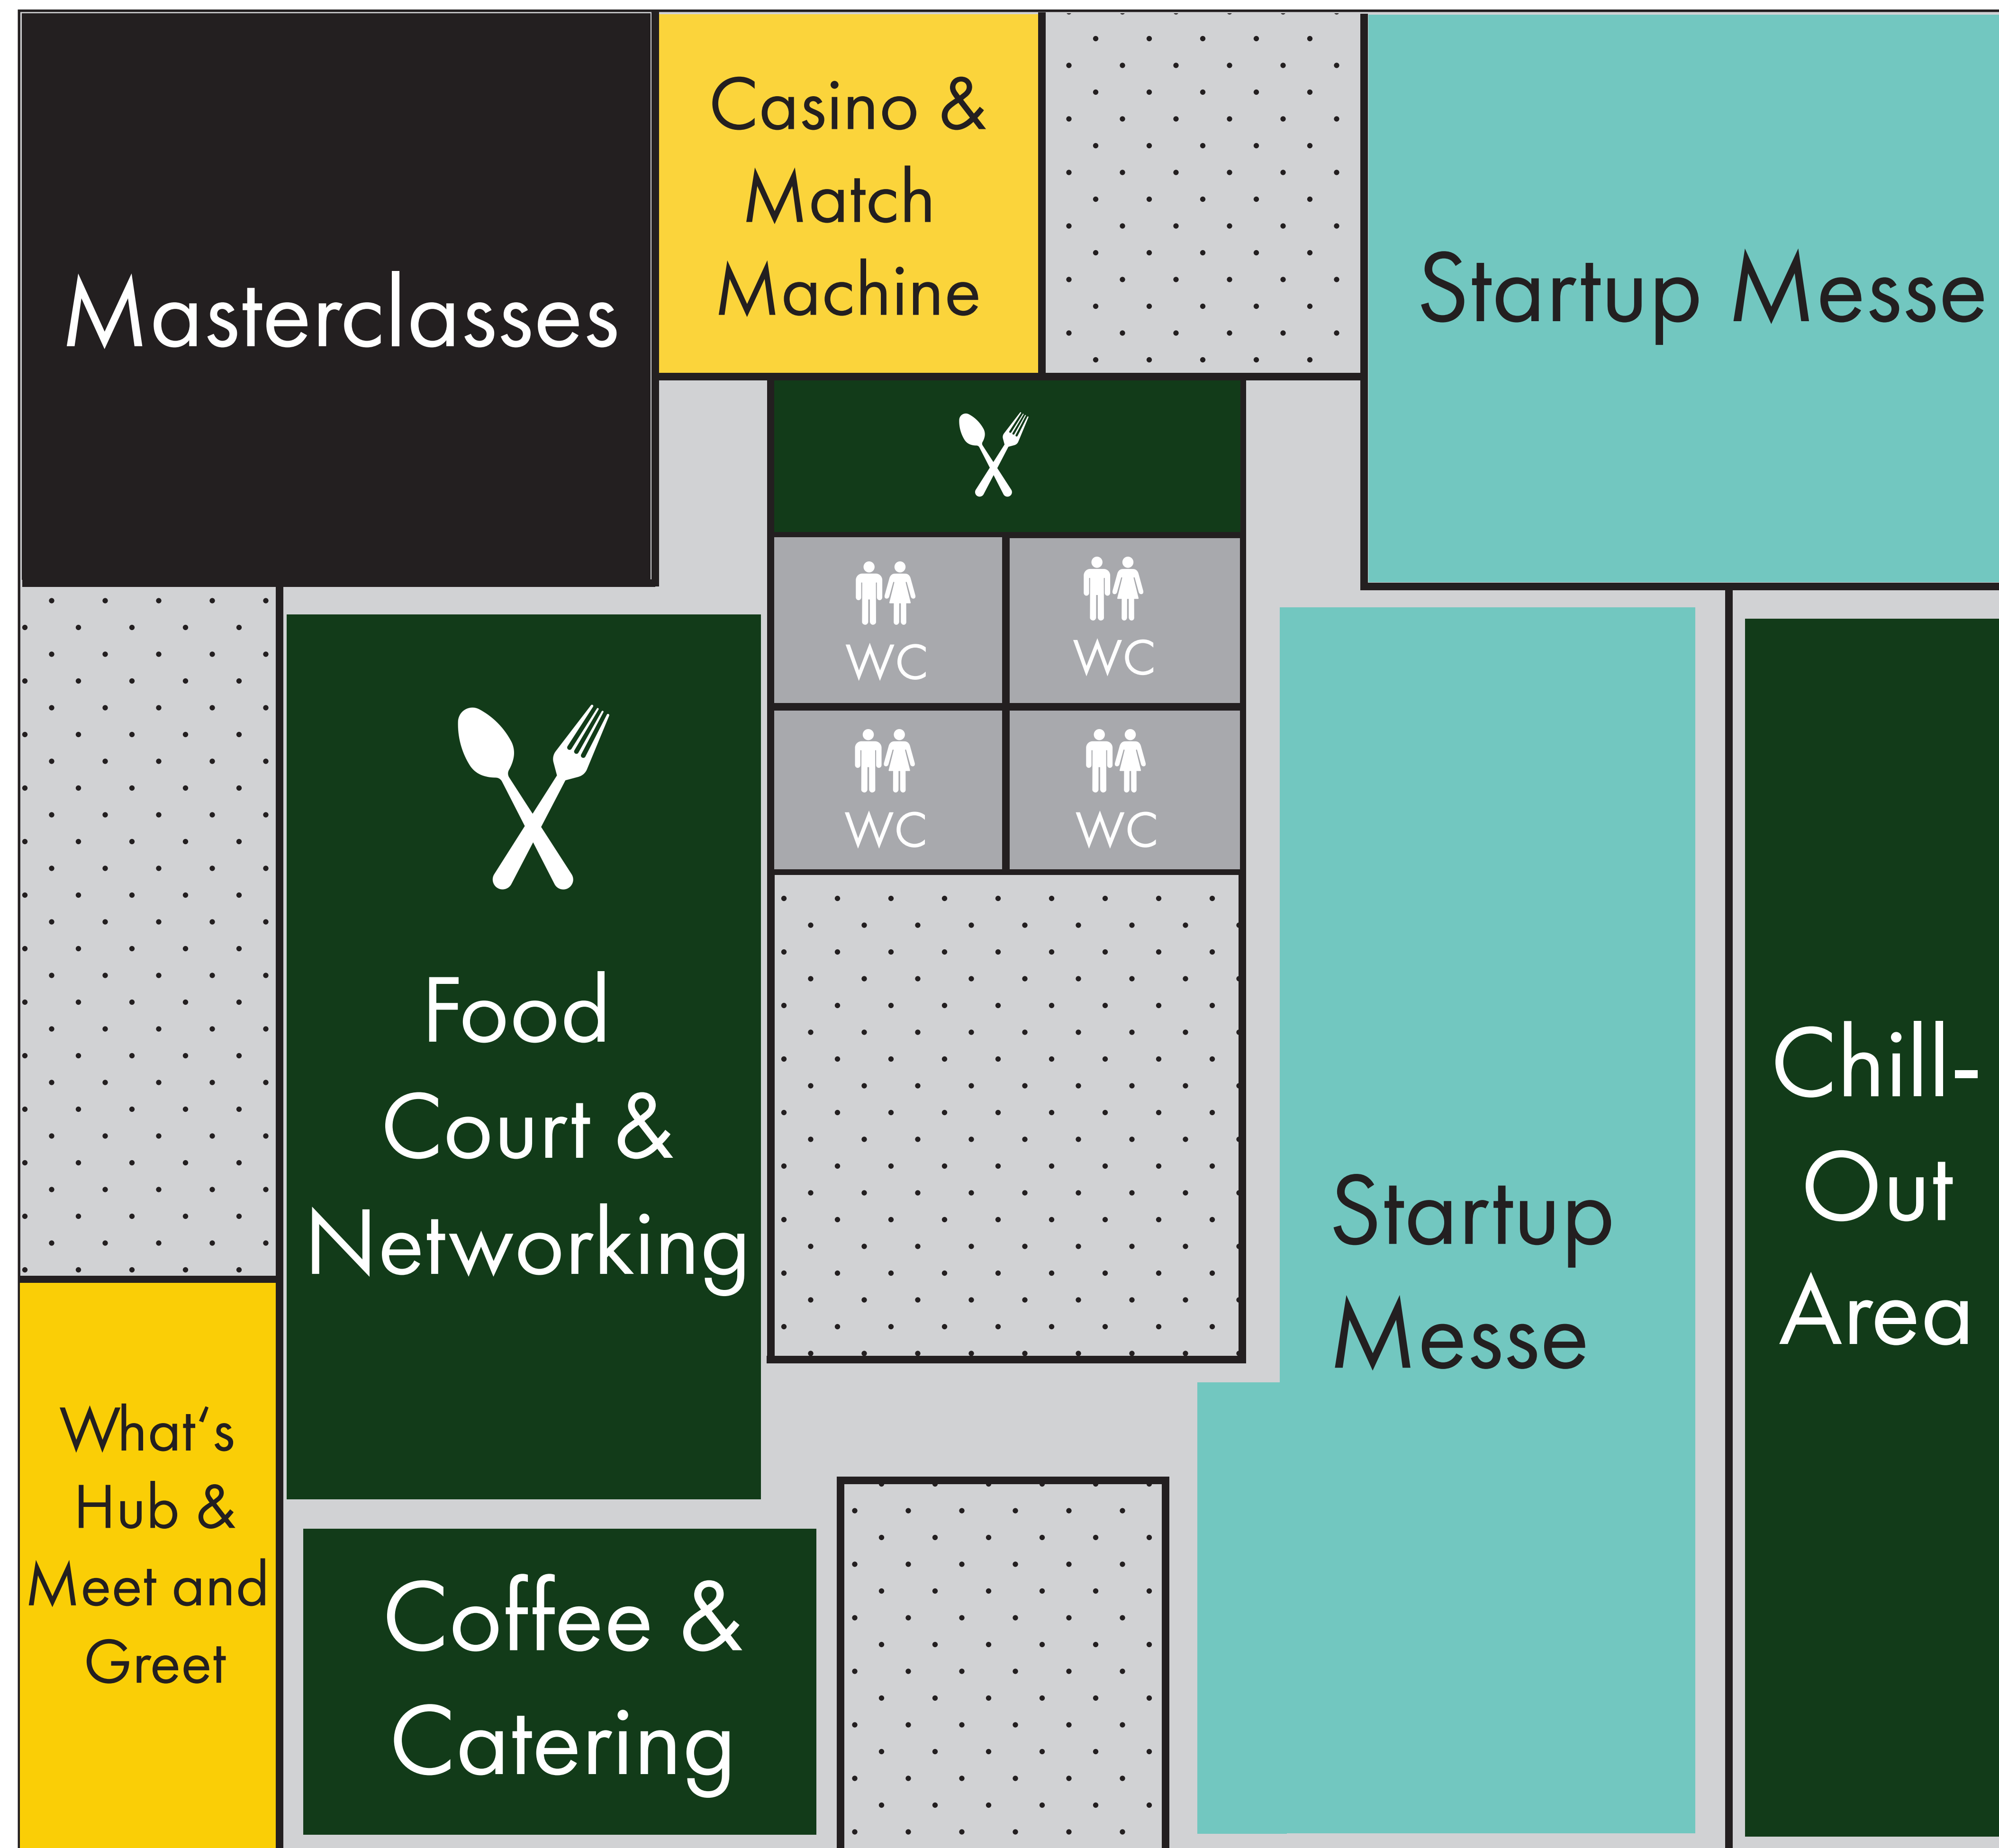 Masterclasses
Casino &
Match
Machine
Startup Messe
WC
WC
WC
WC
Food
Court &
Networking
Startup
Messe
Chill-
Out
Area
What‘s
Hub &
Meet and
Greet
Coffee &
Catering